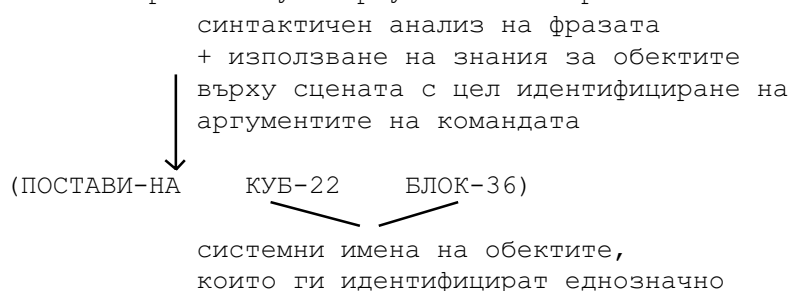 синтактичен анализ на фразата
+ използване на знания за обектите
върху сцената с цел идентифициране на
аргументите на командата
(ПОСТАВИ-НА КУБ-22 БЛОК-36)
системни имена на обектите,
които ги идентифицират еднозначно